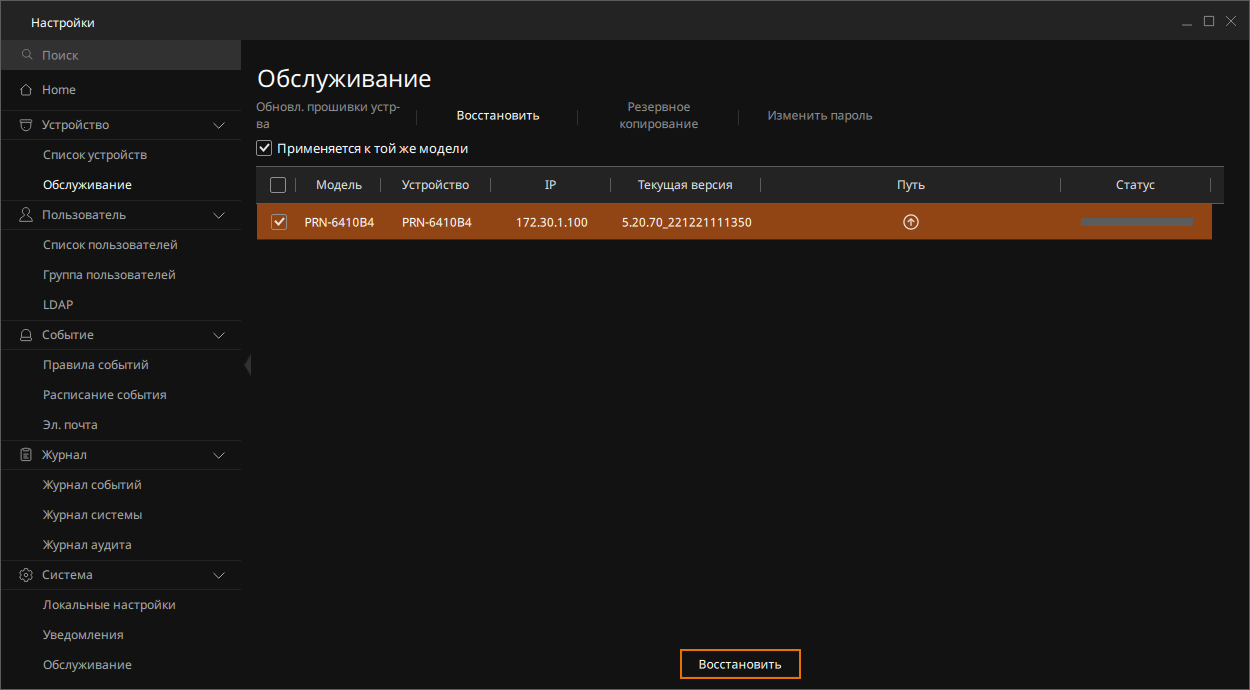 Настройки
Поиск
Home
Устройство
Список устройств
Обслуживание
Пользователь
Список пользователей
Группа пользователей
LDAP
Событие
Правила событий
Расписание события
Эл. почта
Журнал
Журнал событий
Журнал системы
Журнал аудита
Система
Локальные настройки
Уведомления
Обслуживание
Обслуживание
Обновл. прошивки устр-
ва
Восстановить
Резервное
копирование
Изменить пароль
Применяется к той же модели
Модель Устройство IP Текущая версия Путь Статус
PRN-6410B4 PRN-6410B4 172.30.1.100 5.20.70_221221111350
Восстановить